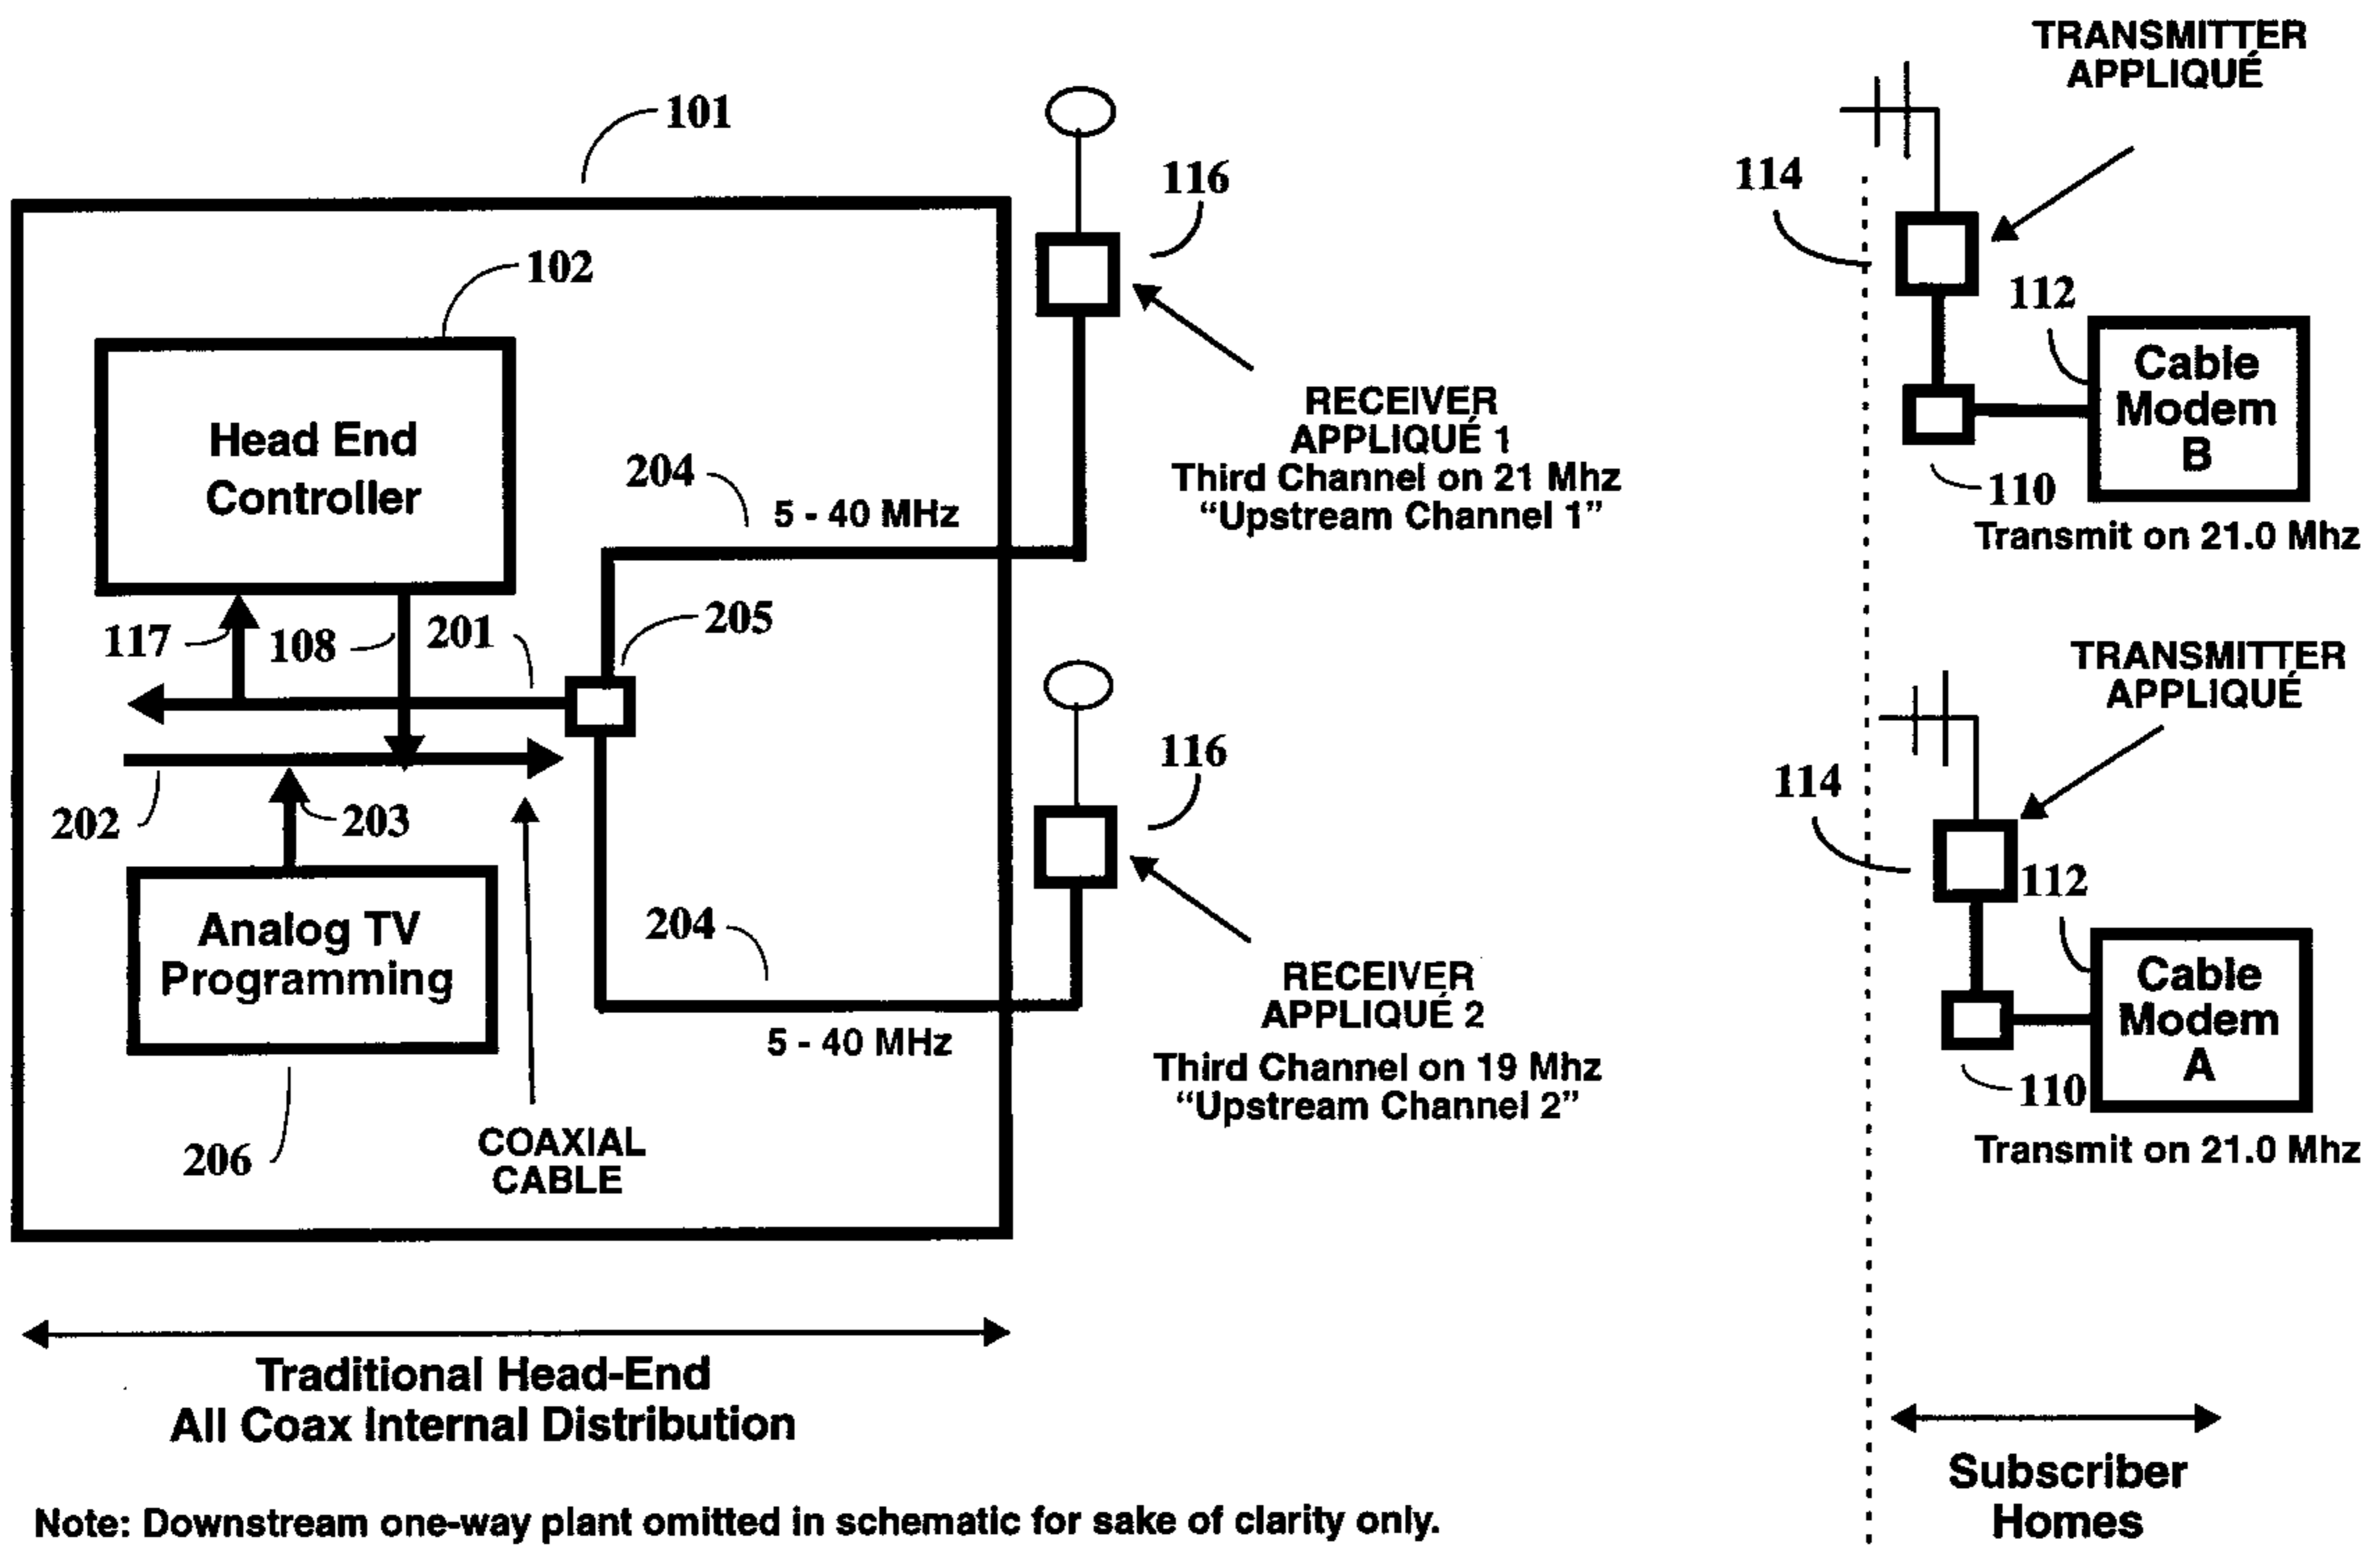 TRANSMITTER
APPLIQUÉ
101
116
114
102
112
Cable
Modem
B
110
Transmit on 21.0 Mhz
Head End
Controller
RECEIVER
APPLIQUÉ 1
Third Channel on 21 Mhz
“Upstream Channel 1”
204
5 - 40 MHz
117
108
201
205
TRANSMITTER
APPLIQUÉ
116
114
202
203
112
Cable
Modem
A
110
Transmit on 21.0 Mhz
Analog TV
Programming
204
5 - 40 MHz
RECEIVER
APPLIQUÉ 2
Third Channel on 19 Mhz
“Upstream Channel 2”
206
COAXIAL
CABLE
Traditional Head-End
All Coax Internal Distribution
Subscriber
Homes
Note: Downstream one-way plant omitted in schematic for sake of clarity only.